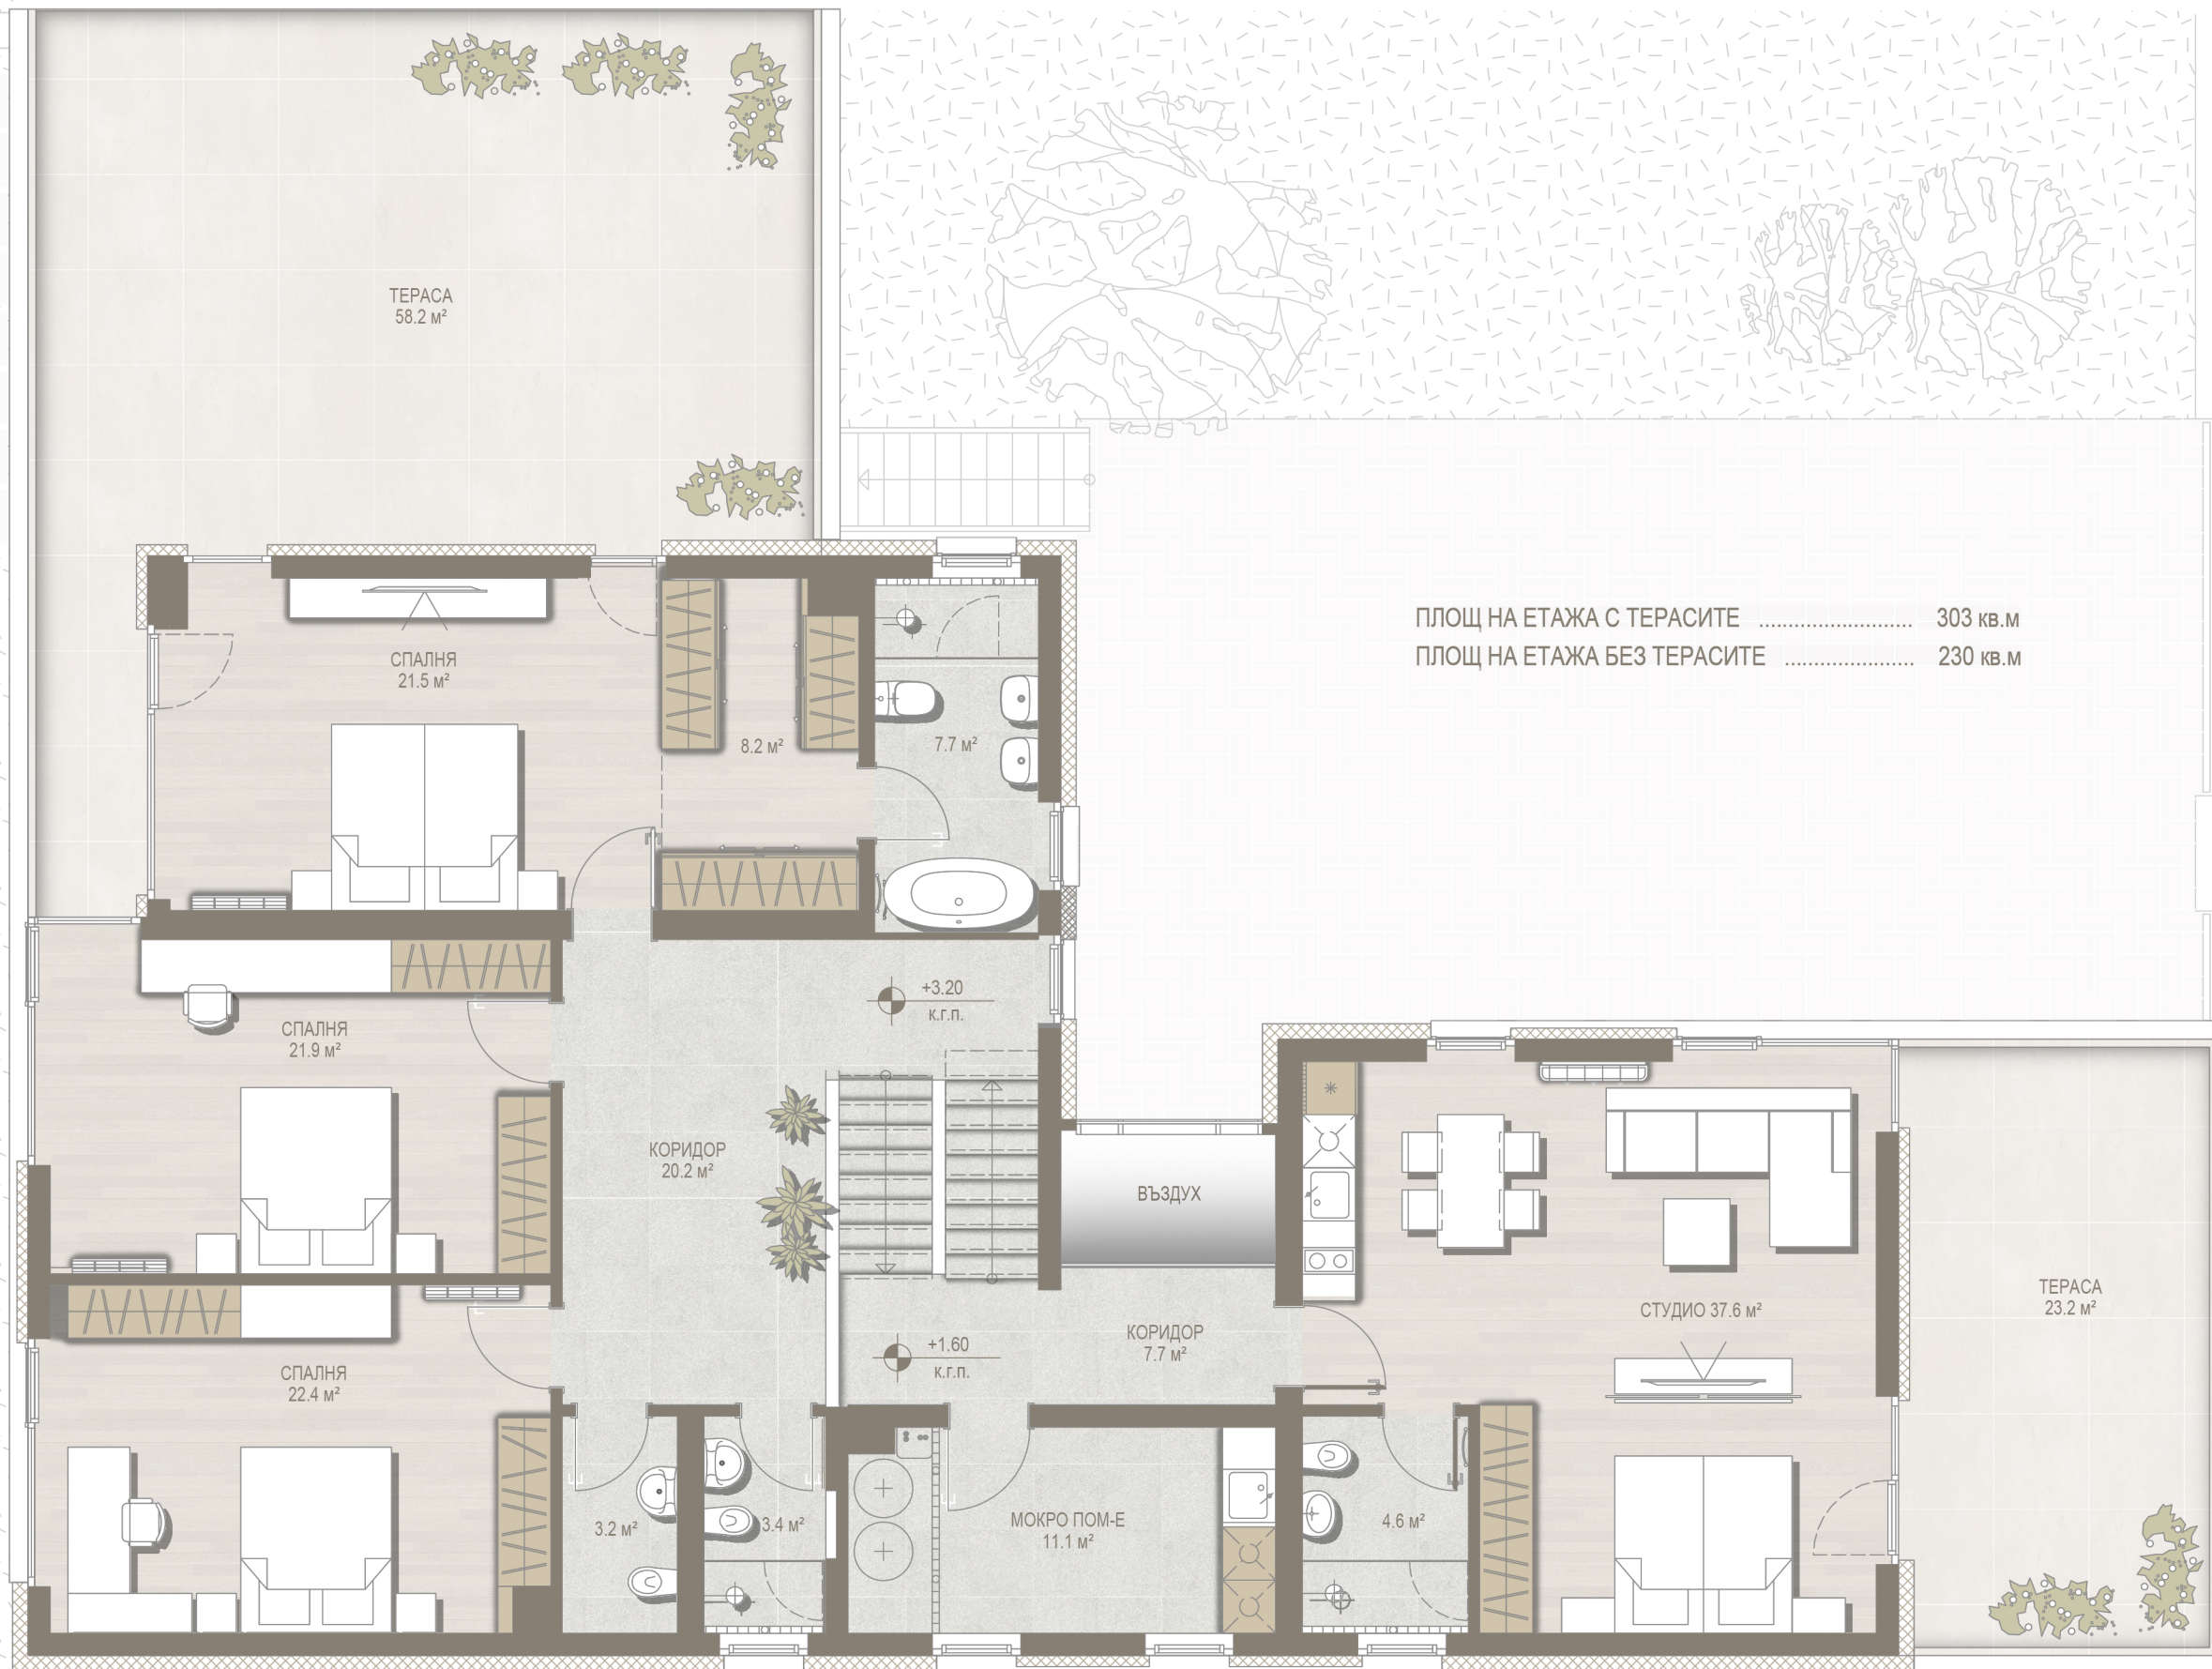 ТЕРАСА
58.2 м²
ПЛОЩ НА ЕТАЖА С ТЕРАСИТЕ .......................... 303 кв.м
ПЛОЩ НА ЕТАЖА БЕЗ ТЕРАСИТЕ ...................... 230 кв.м
СПАЛНЯ
21.5 м²
8.2 м²
7.7 м²
+3.20
к.г.п.
СПАЛНЯ
21.9 м²
КОРИДОР
20.2 м²
ВЪЗДУХ
ТЕРАСА
23.2 м²
СТУДИО 37.6 м²
КОРИДОР
7.7 м²
+1.60
к.г.п.
СПАЛНЯ
22.4 м²
3.2 м²
3.4 м²
МОКРО ПОМ-Е
11.1 м²
4.6 м²